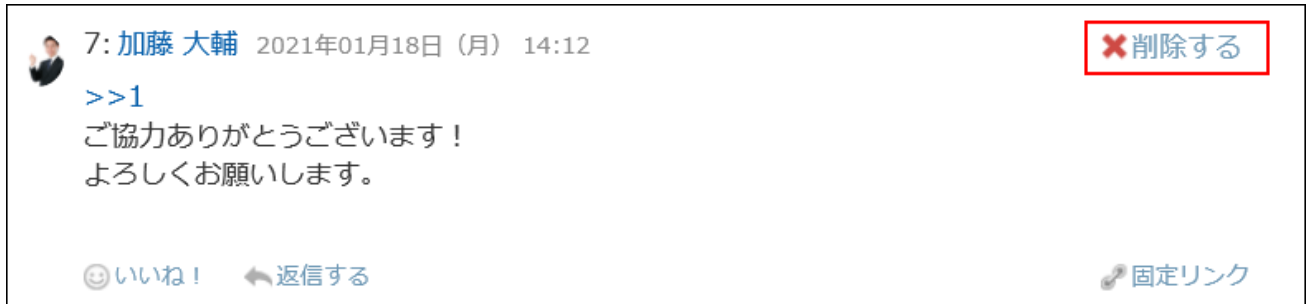 7: 加藤 大輔 2021年01月18日（月） 14:12 削除する
>>1
ご協力ありがとうございます！
よろしくお願いします。
いいね！ 返信する 固定リンク